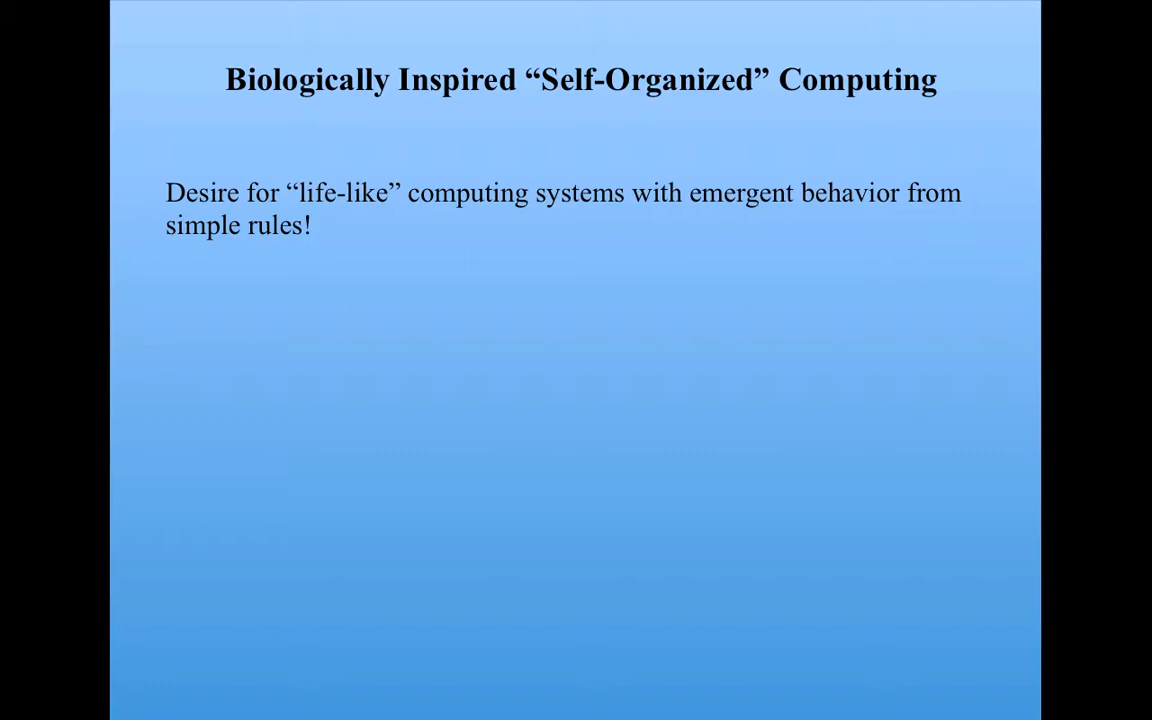 Biologically Inspired “Self-Organized” Computing
Desire for “life-like” computing systems with emergent behavior from
simple rules!